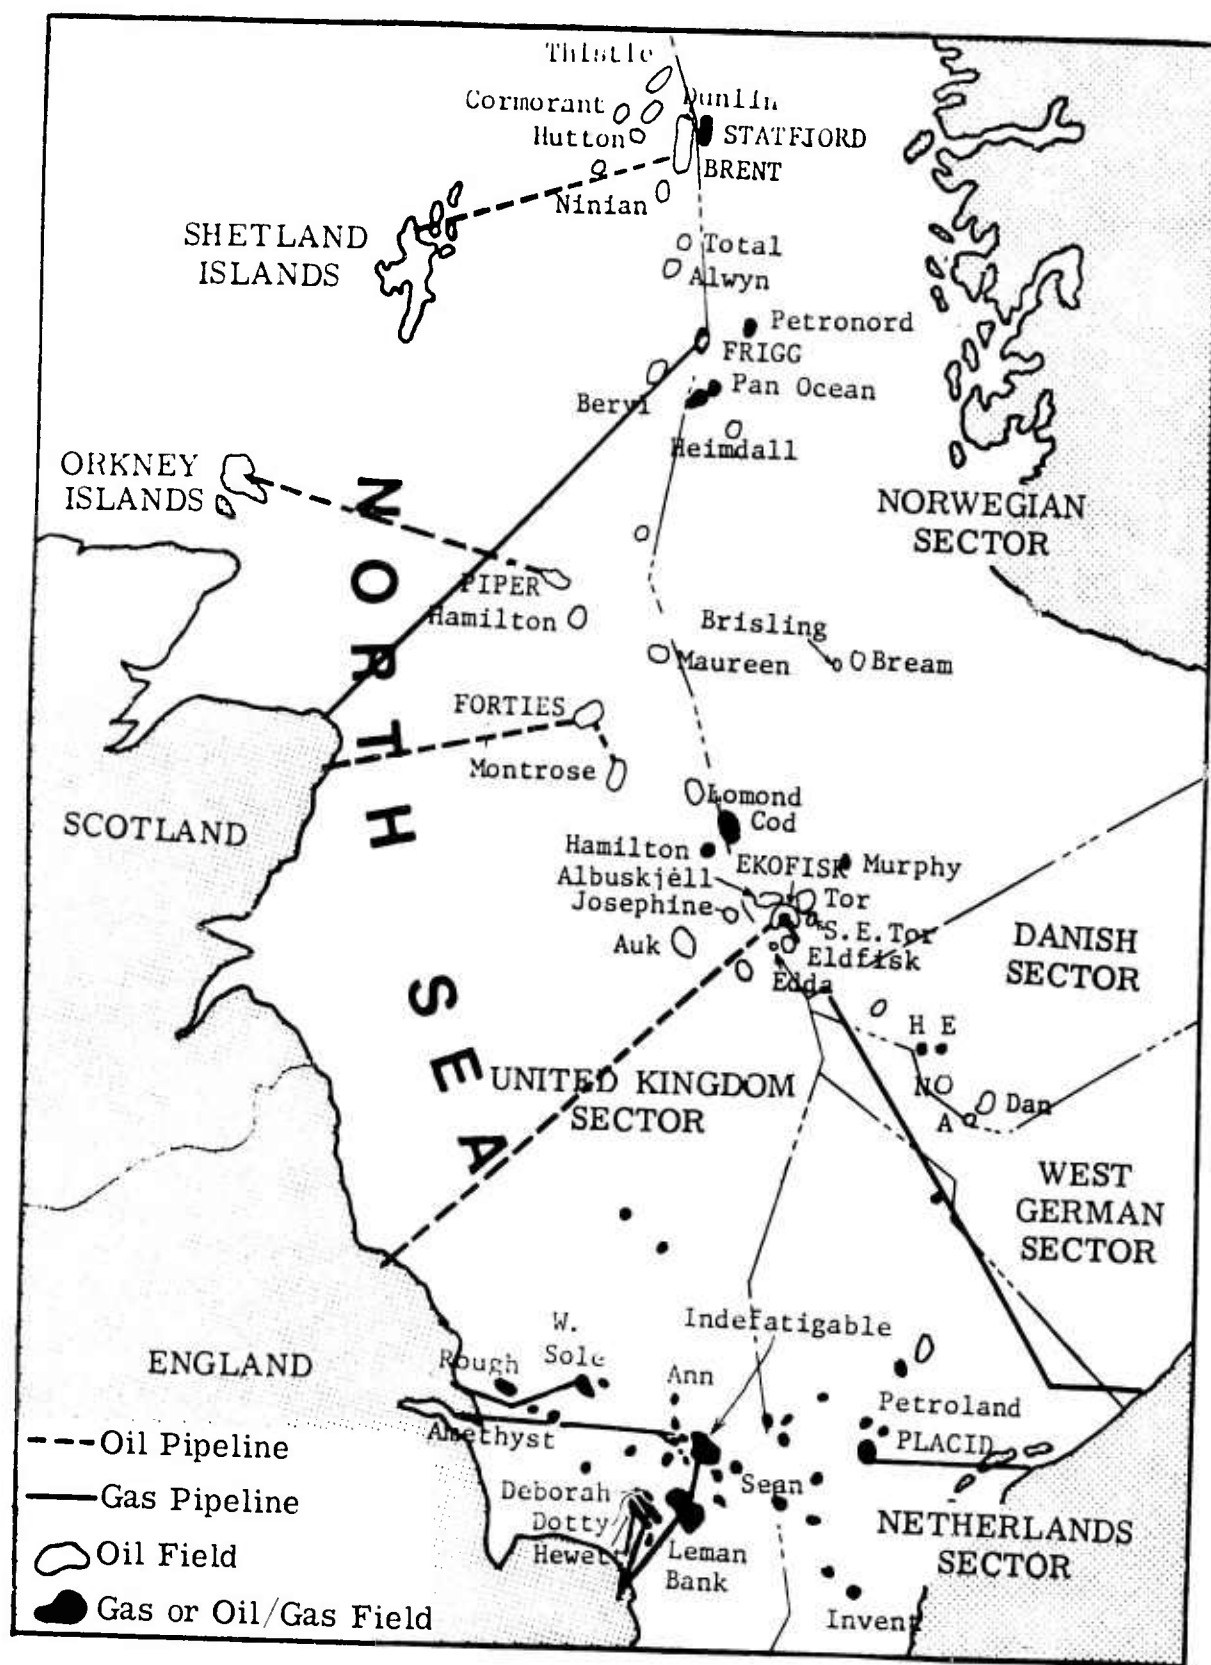 Thistle
Cormorant
Dunlin
Hutton
STATFJORD
BRENT
Ninian
SHETLAND
ISLANDS
Total
Alwyn
Petronord
FRIGG
Pan Ocean
Beryl
Heimdall
ORKNEY
ISLANDS
NORWEGIAN
SECTOR
NORTH
SEA
PIPER
Hamilton
Brisling
Maureen
Bream
FORTIES
Montrose
Lomond
Cod
SCOTLAND
Hamilton
EKOFISK
Murphy
Albuskjell
Josephine
Tor
S.E.Tor
Auk
Eldfisk
Edda
DANISH
SECTOR
H E
N
Dan
A
UNITED KINGDOM
SECTOR
WEST
GERMAN
SECTOR
Indefatigable
W.
Sole
Rough
ENGLAND
Ann
Petroland
Amethyst
PLACID
Sean
Deborah
Dotty
Hewett
Leman
Bank
NETHERLANDS
SECTOR
Invent
Oil Pipeline
Gas Pipeline
Oil Field
Gas or Oil/Gas Field